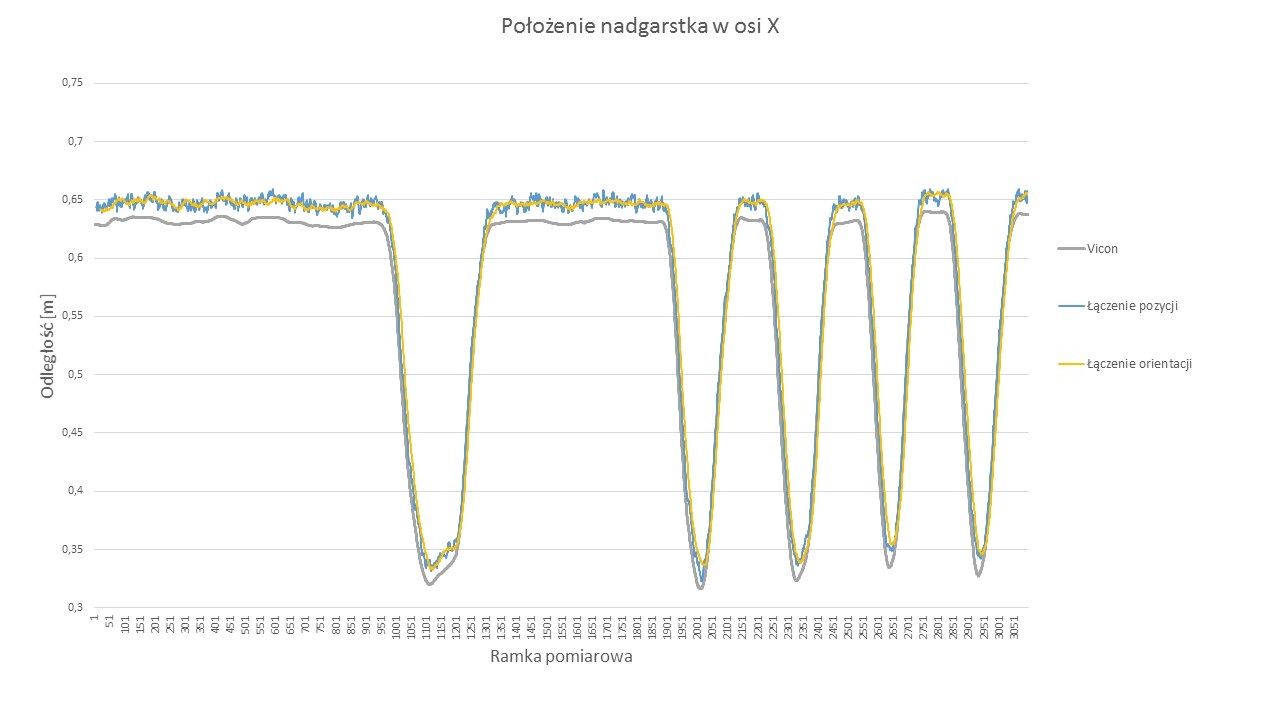 Położenie nadgarstka w osi X
0,75
0,7
0,65
0,6
0,55
0,5
0,45
0,4
0,35
0,3
Odległość [m]
1 51 101 151 201 251 301 351 401 451 501 551 601 651 701 751 801 851 901 951 1001 1051 1101 1151 1201 1251 1301 1351 1401 1451 1501 1551 1601 1651 1701 1751 1801 1851 1901 1951 2001 2051 2101 2151 2201 2251 2301 2351 2401 2451 2501 2551 2601 2651 2701 2751 2801 2851 2901 2951 3001 3051
Ramka pomiarowa
Vicon
Łączenie pozycji
Łączenie orientacji